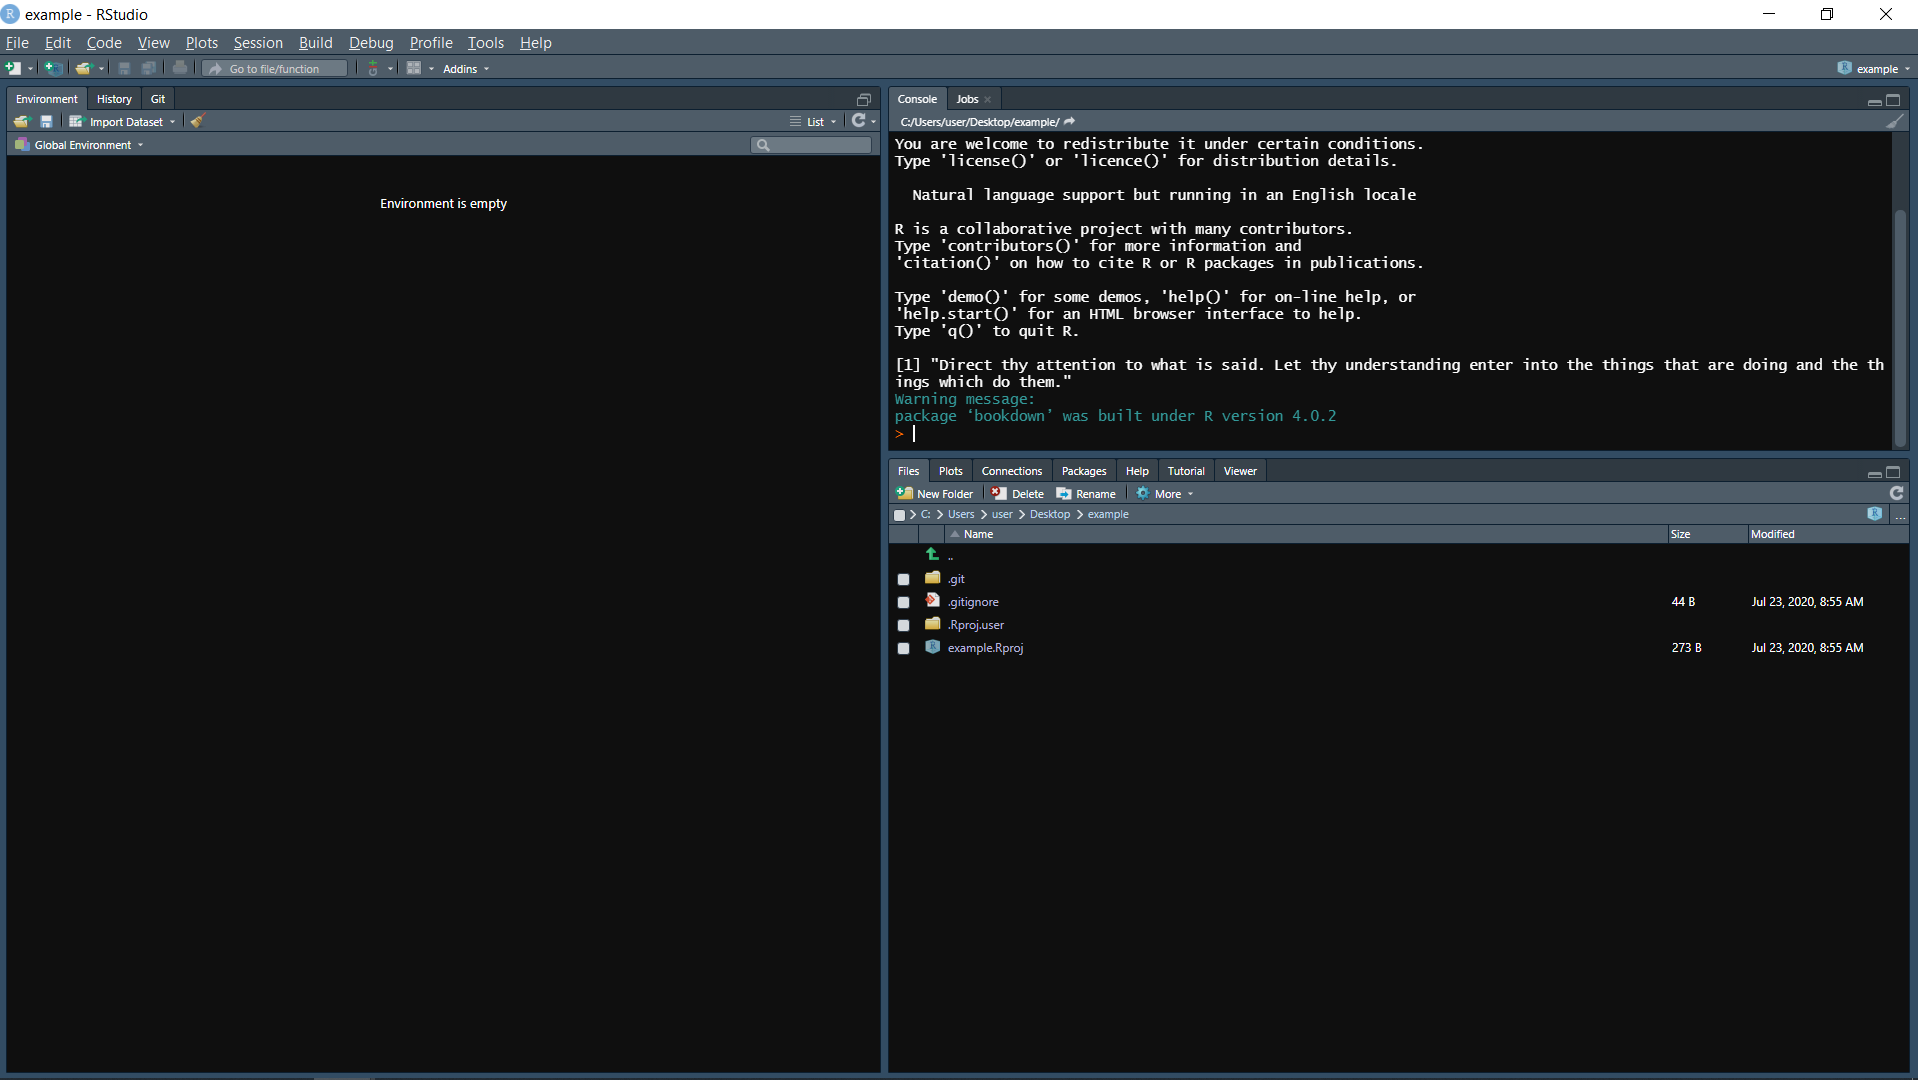 example - RStudio
File Edit Code View Plots Session Build Debug Profile Tools Help
Go to file/function Addins example
Environment History Git
Import Dataset List
Global Environment
Environment is empty
Console Jobs
C:/Users/user/Desktop/example/
You are welcome to redistribute it under certain conditions.
Type 'license()' or 'licence()' for distribution details.
Natural language support but running in an English locale
R is a collaborative project with many contributors.
Type 'contributors()' for more information and
'citation()' on how to cite R or R packages in publications.
Type 'demo()' for some demos, 'help()' for on-line help, or
'help.start()' for an HTML browser interface to help.
Type 'q()' to quit R.
[1] "Direct thy attention to what is said. Let thy understanding enter into the things that are doing and the th
ings which do them."
Warning message:
package ‘bookdown’ was built under R version 4.0.2
>
Files Plots Connections Packages Help Tutorial Viewer
New Folder Delete Rename More
C: > Users > user > Desktop > example ...
Name Size Modified
..
.git
.gitignore 44 B Jul 23, 2020, 8:55 AM
.Rproj.user
example.Rproj 273 B Jul 23, 2020, 8:55 AM